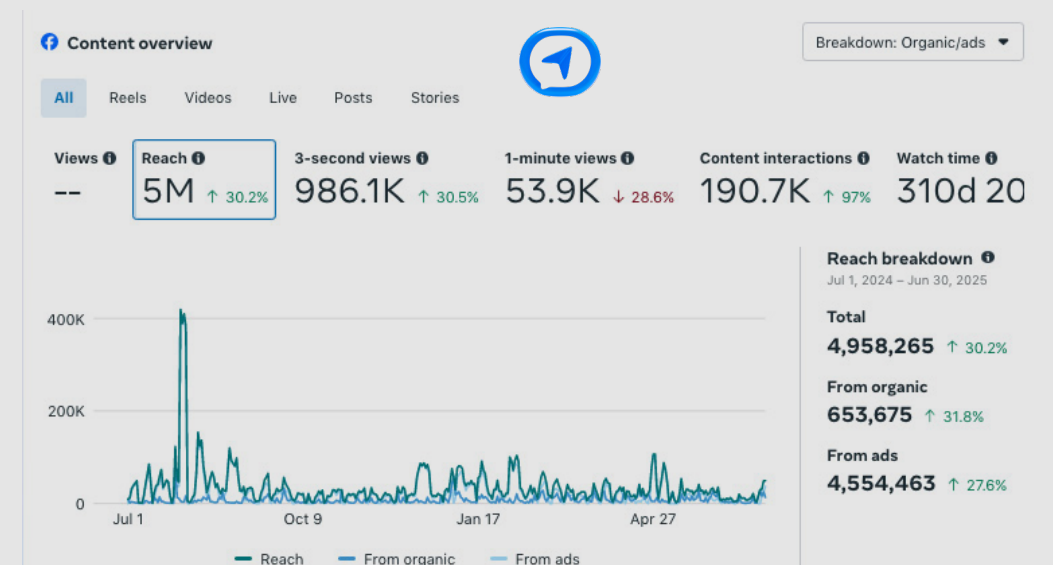 Content overview
Breakdown: Organic/ads
All Reels Videos Live Posts Stories
Views Reach 3-second views 1-minute views Content interactions Watch time
-- 5M ↑ 30.2% 986.1K ↑ 30.5% 53.9K ↓ 28.6% 190.7K ↑ 97% 310d 20
Reach breakdown
Jul 1, 2024 – Jun 30, 2025
Total
4,958,265 ↑ 30.2%
From organic
653,675 ↑ 31.8%
From ads
4,554,463 ↑ 27.6%
400K
200K
0
Jul 1 Oct 9 Jan 17 Apr 27
Reach From organic From ads